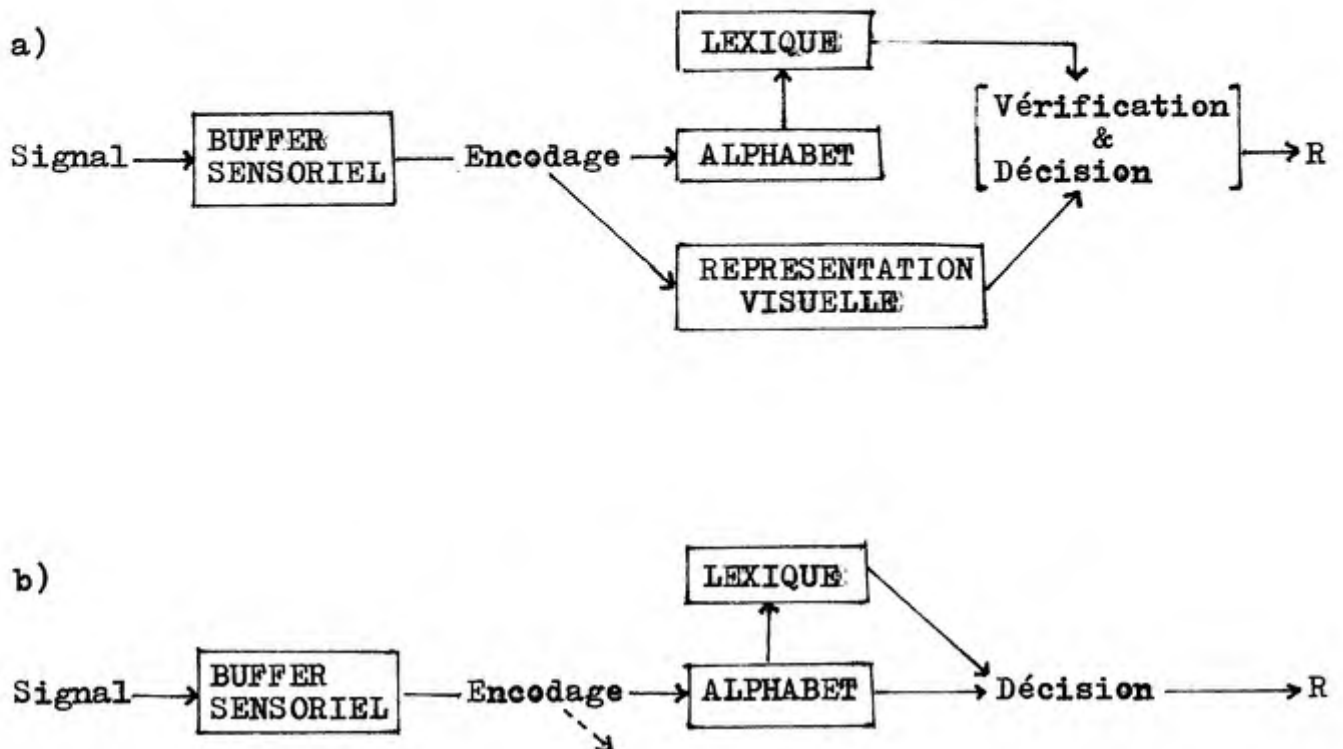 a)
LEXIQUE
Signal
BUFFER
SENSORIEL
Encodage
ALPHABET
Vérification
&
Décision
R
REPRESENTATION
VISUELLE
b)
LEXIQUE
Signal
BUFFER
SENSORIEL
Encodage
ALPHABET
Décision
R